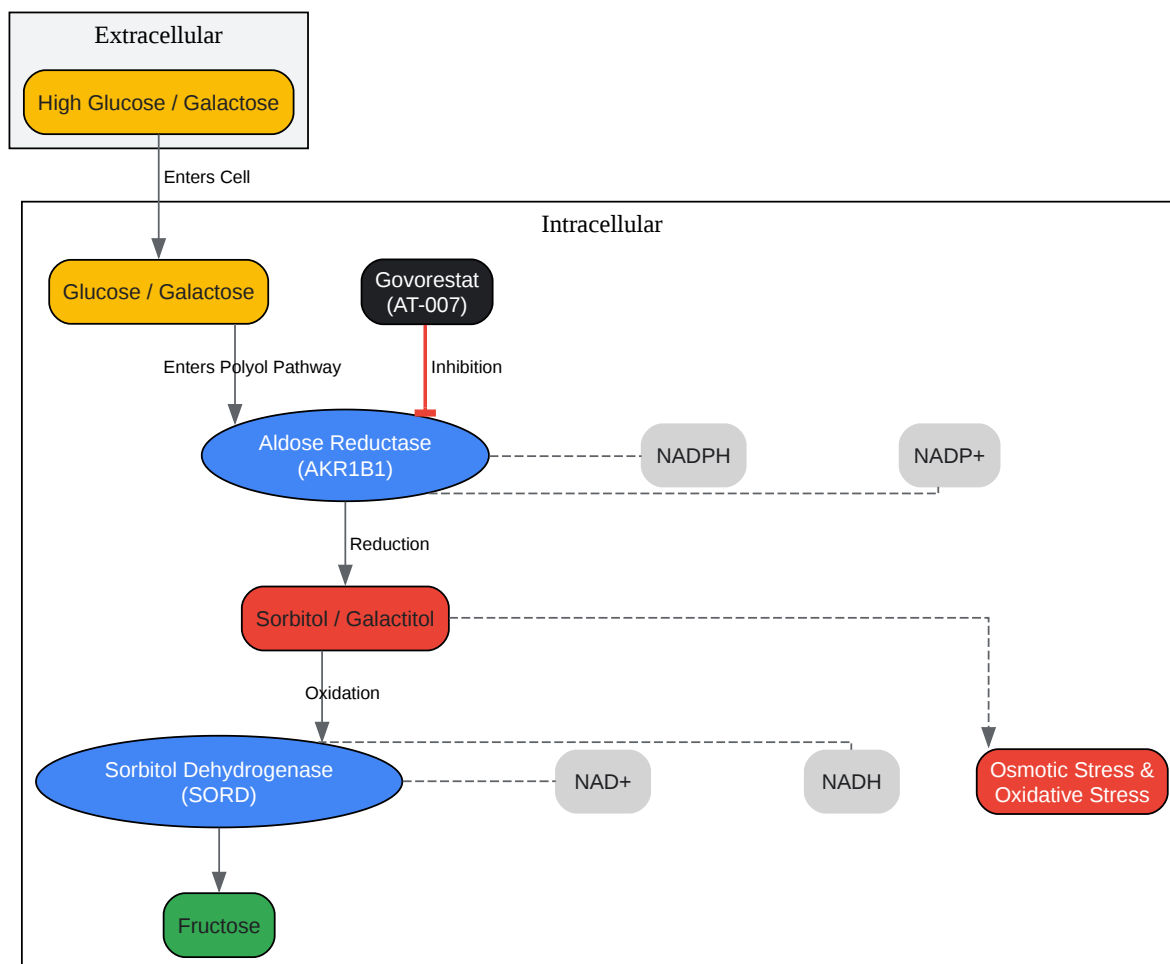 Extracellular
High Glucose / Galactose
Enters Cell
Intracellular
Glucose / Galactose
Govorestat
(AT-007)
Enters Polyol Pathway
Inhibition
Aldose Reductase
(AKR1B1)
NADPH
NADP+
Reduction
Sorbitol / Galactitol
Oxidation
Sorbitol Dehydrogenase
(SORD)
NAD+
NADH
Osmotic Stress &
Oxidative Stress
Fructose